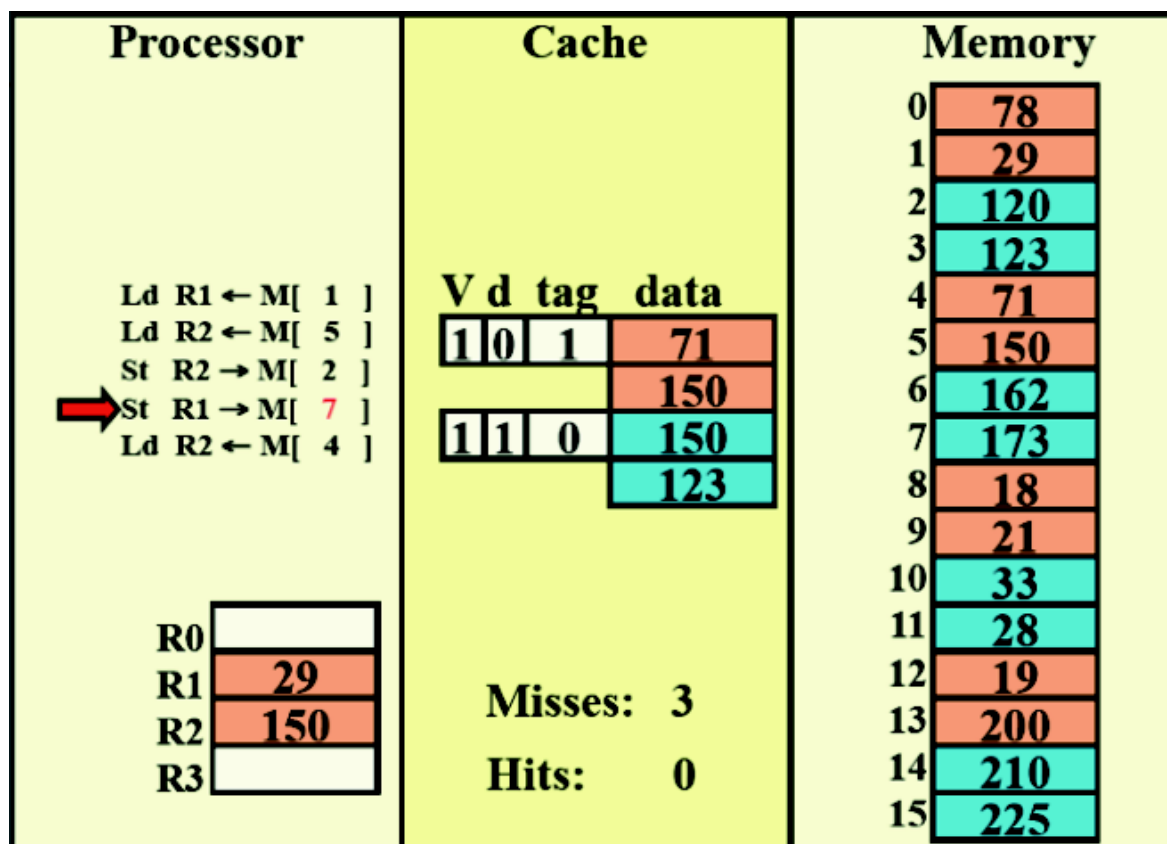 Processor
Ld R1 ← M[ 1 ]
Ld R2 ← M[ 5 ]
St R2 → M[ 2 ]
St R1 → M[ 7 ]
Ld R2 ← M[ 4 ]
R0
R1 29
R2 150
R3
Cache
V d tag data
1 0 1 71
150
1 1 0 150
123
Misses: 3
Hits: 0
Memory
0 78
1 29
2 120
3 123
4 71
5 150
6 162
7 173
8 18
9 21
10 33
11 28
12 19
13 200
14 210
15 225